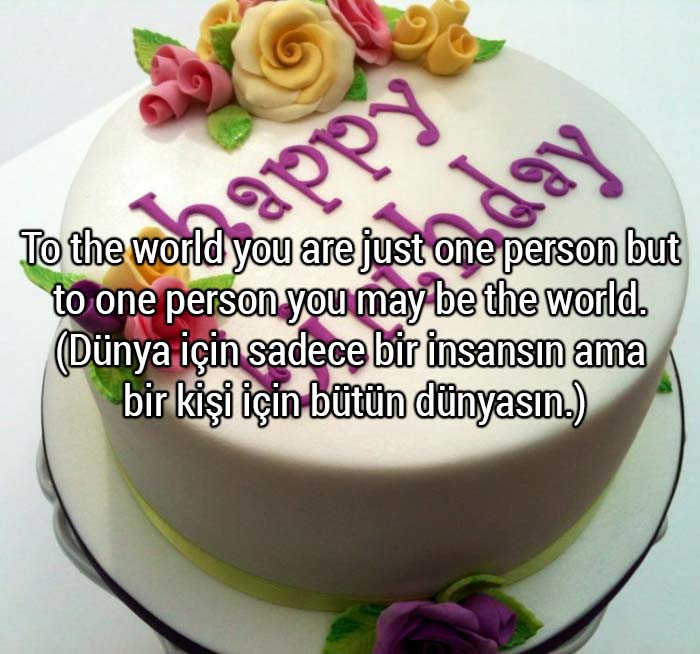 happy
birthday
To the world you are just one person but
to one person you may be the world.
(Dünya için sadece bir insansın ama
bir kişi için bütün dünyasın.)